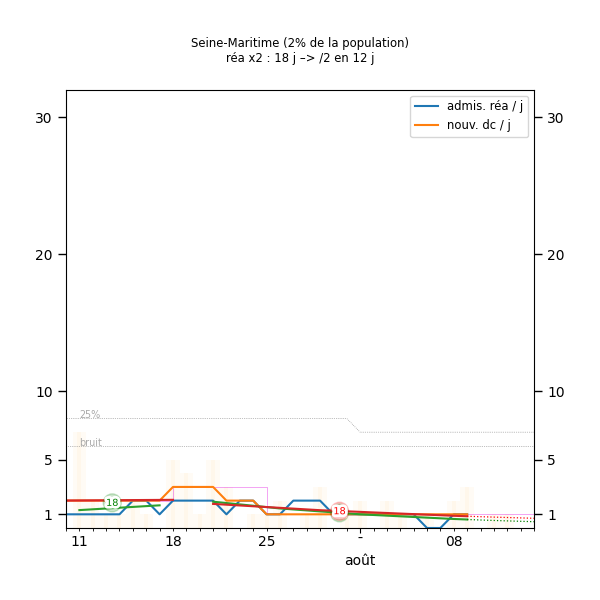 Seine-Maritime (2% de la population)
réa x2 : 18 j –> /2 en 12 j
admis. réa / j
nouv. dc / j
30 30
20 20
10 10
25%
bruit
5 5
18
18
1 1
11 18 25 - 08
août